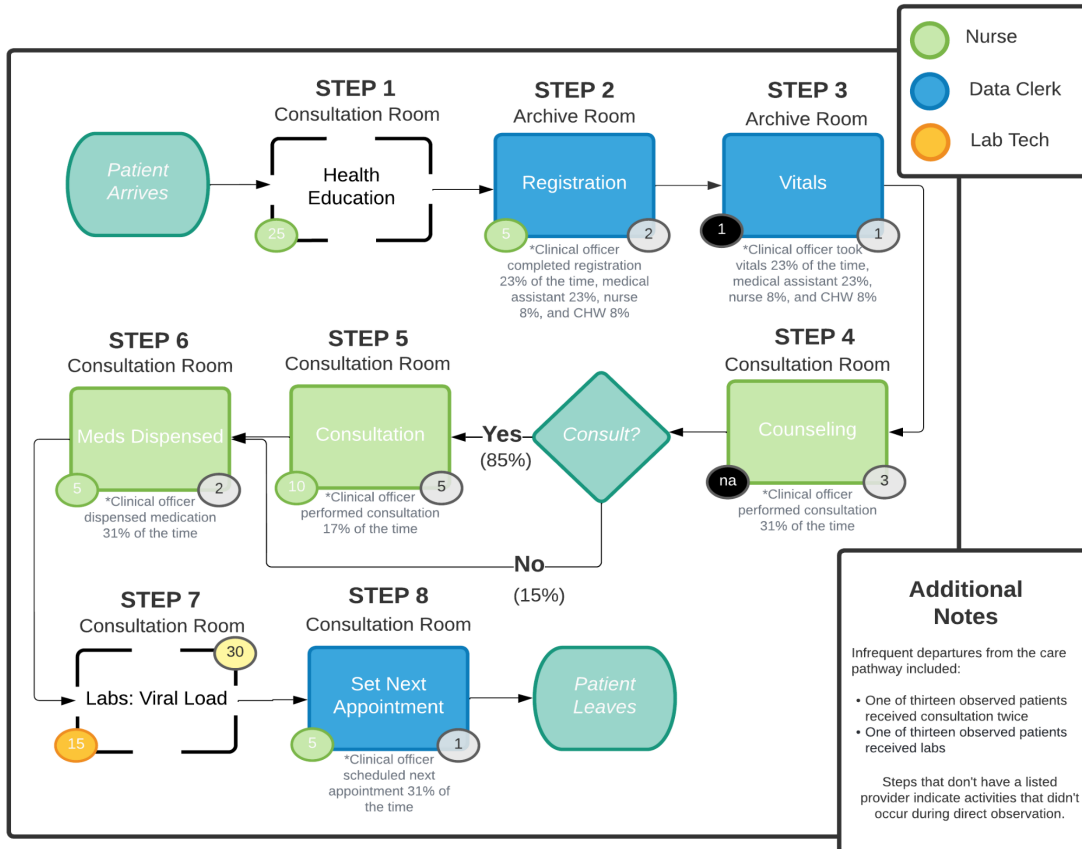 Nurse
Data Clerk
Lab Tech
STEP 1
Consultation Room
Patient
Arrives
Health
Education
25
STEP 2
Archive Room
Registration
5
2
*Clinical officer
completed registration
23% of the time, medical
assistant 23%, nurse
8%, and CHW 8%
STEP 3
Archive Room
Vitals
1
1
*Clinical officer took
vitals 23% of the time,
medical assistant 23%,
nurse 8%, and CHW 8%
STEP 4
Consultation Room
Counseling
na
3
*Clinical officer
performed consultation
31% of the time
Consult?
Yes
(85%)
No
(15%)
STEP 5
Consultation Room
Consultation
10
5
*Clinical officer
performed consultation
17% of the time
STEP 6
Consultation Room
Meds Dispensed
5
2
*Clinical officer
dispensed medication
31% of the time
STEP 7
Consultation Room
30
Labs: Viral Load
15
STEP 8
Consultation Room
Set Next
Appointment
5
1
*Clinical officer
scheduled next
appointment 31% of
the time
Patient
Leaves
Additional
Notes
Infrequent departures from the care
pathway included:
• One of thirteen observed patients
received consultation twice
• One of thirteen observed patients
received labs
Steps that don't have a listed
provider indicate activities that didn't
occur during direct observation.